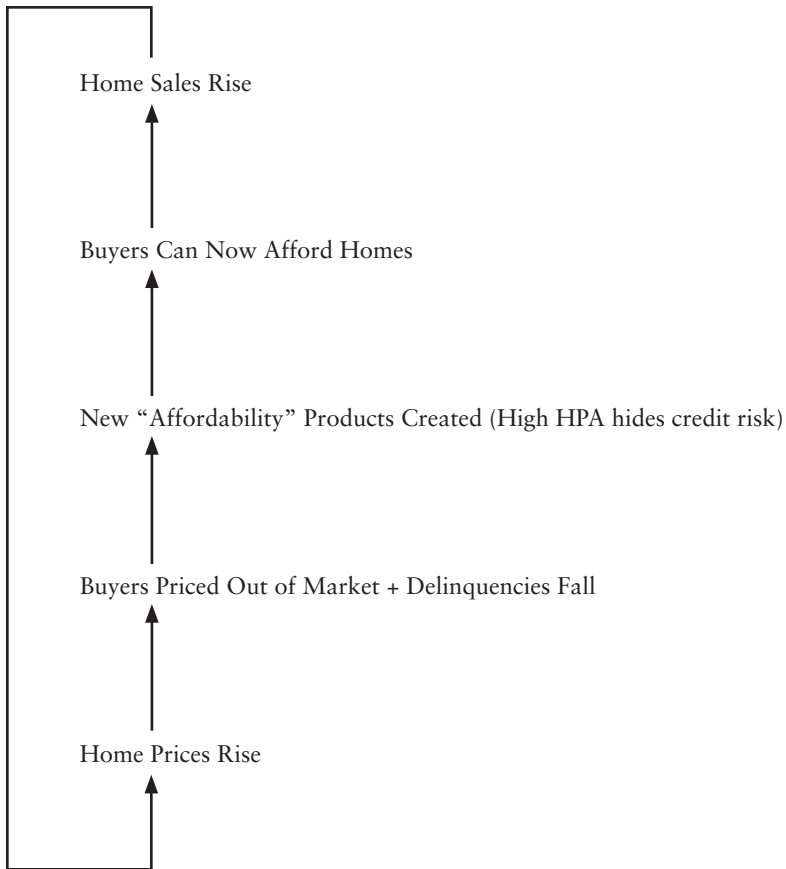 Home Sales Rise
Buyers Can Now Afford Homes
New “Affordability” Products Created (High HPA hides credit risk)
Buyers Priced Out of Market + Delinquencies Fall
Home Prices Rise